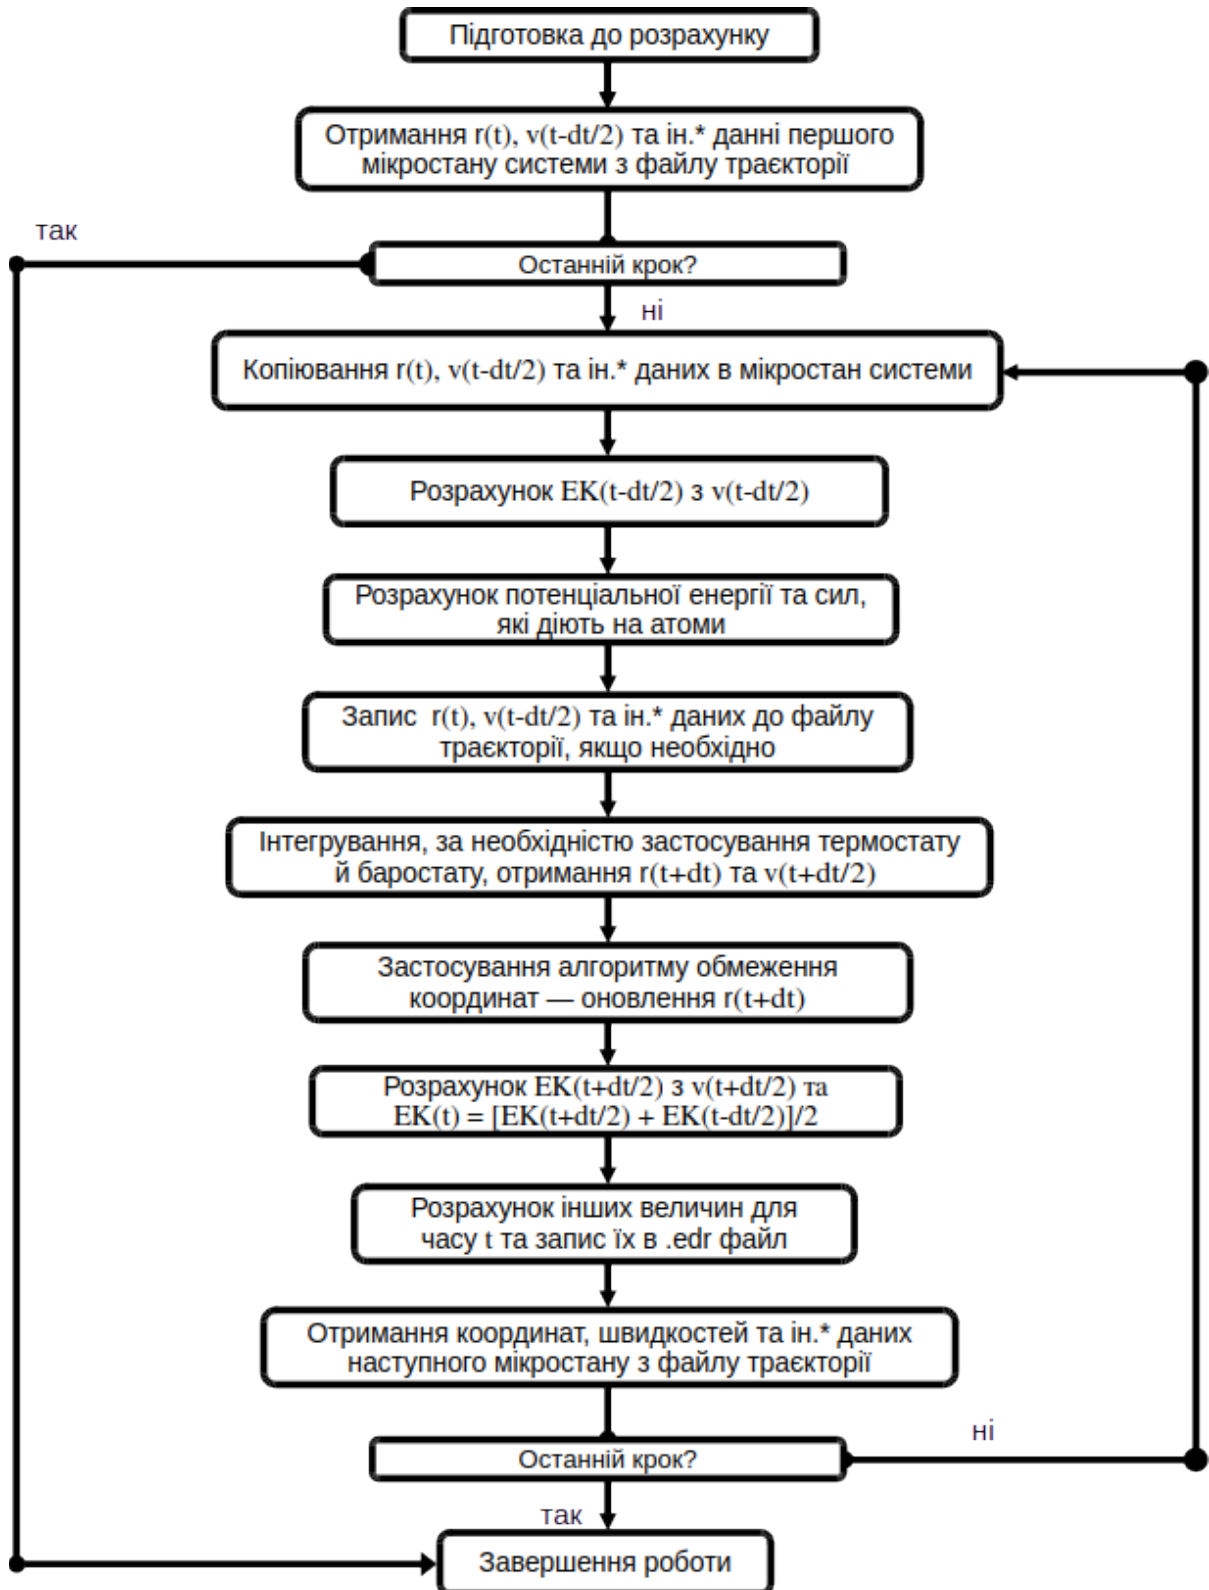 Підготовка до розрахунку
Отримання r(t), v(t-dt/2) та ін.* данні першого
мікростану системи з файлу траєкторії
так
Останній крок?
ні
Копіювання r(t), v(t-dt/2) та ін.* даних в мікростан системи
Розрахунок EK(t-dt/2) з v(t-dt/2)
Розрахунок потенціальної енергії та сил,
які діють на атоми
Запис r(t), v(t-dt/2) та ін.* даних до файлу
траєкторії, якщо необхідно
Інтегрування, за необхідністю застосування термостату
й баростату, отримання r(t+dt) та v(t+dt/2)
Застосування алгоритму обмеження
координат — оновлення r(t+dt)
Розрахунок EK(t+dt/2) з v(t+dt/2) та
EK(t) = [EK(t+dt/2) + EK(t-dt/2)]/2
Розрахунок інших величин для
часу t та запис їх в .edr файл
Отримання координат, швидкостей та ін.* даних
наступного мікростану з файлу траєкторії
ні
Останній крок?
так
Завершення роботи